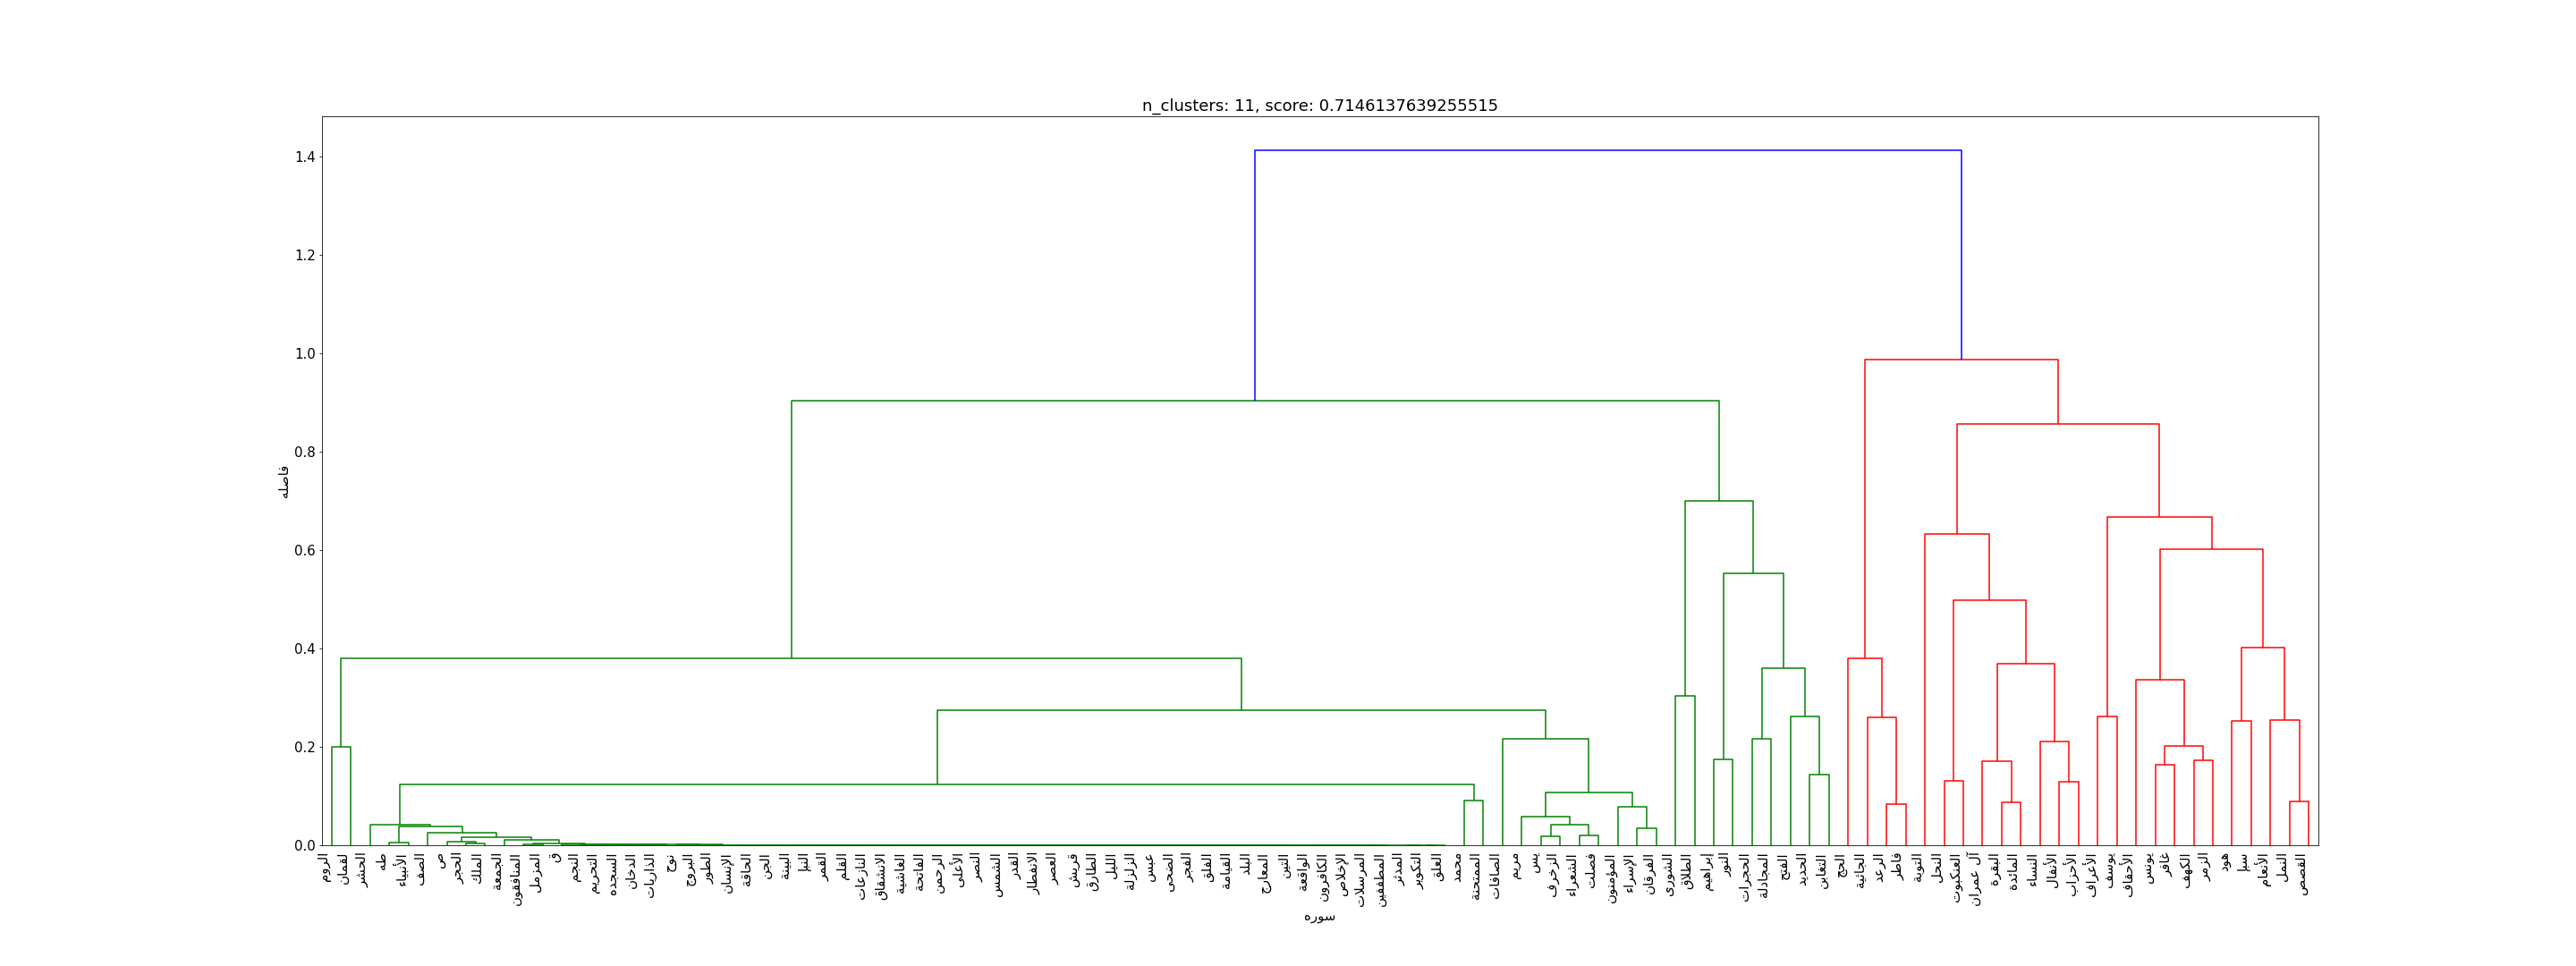 n_clusters: 11, score: 0.7146137639255515
1.4
1.2
1.0
0.8
0.6
0.4
0.2
0.0
فاصله
الروم
لقمان
الحشر
طه
الأنبياء
الصف
ص
الحجر
الملك
الجمعة
المنافقون
المزمل
ق
النجم
التحريم
السجده
الدخان
الذاريات
نوح
البروج
الطور
الإنسان
الحاقة
الجن
البينة
النبإ
القمر
القلم
النازعات
الانشقاق
الغاشية
الفاتحة
الرحمن
الأعلى
النصر
الشمس
القدر
الانفطار
العصر
قريش
الطارق
الليل
الزلزلة
عبس
الضحى
الفجر
الفلق
القيامة
البلد
المعارج
التين
الواقعة
الكافرون
الإخلاص
المرسلات
المطففين
المدثر
التكوير
العلق
محمد
الممتحنة
الصافات
مريم
يس
الزخرف
الشعراء
فصلت
المؤمنون
الإسراء
الفرقان
الشورى
الطلاق
إبراهيم
النور
الحجرات
المجادلة
الفتح
الحديد
التغابن
الحج
الجاثية
الرعد
فاطر
التوبة
النحل
العنكبوت
آل عمران
البقرة
المائدة
النساء
الأنفال
الأحزاب
الأعراف
يوسف
الأحقاف
يونس
غافر
الكهف
الزمر
هود
سبإ
الأنعام
النمل
القصص
سوره